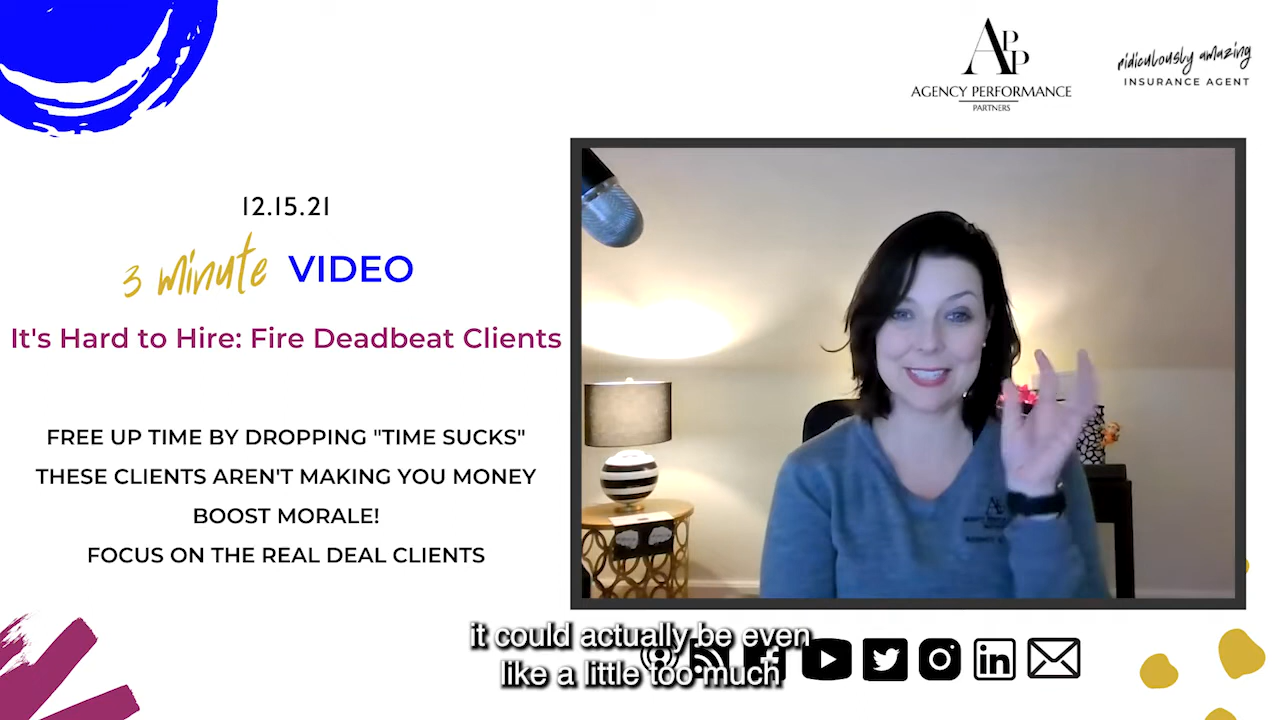 APP
AGENCY PERFORMANCE
PARTNERS
ridiculously amazing
INSURANCE AGENT
12.15.21
3 minute VIDEO
It's Hard to Hire: Fire Deadbeat Clients
FREE UP TIME BY DROPPING "TIME SUCKS"
THESE CLIENTS AREN'T MAKING YOU MONEY
BOOST MORALE!
FOCUS ON THE REAL DEAL CLIENTS
it could actually be even
like a little too much